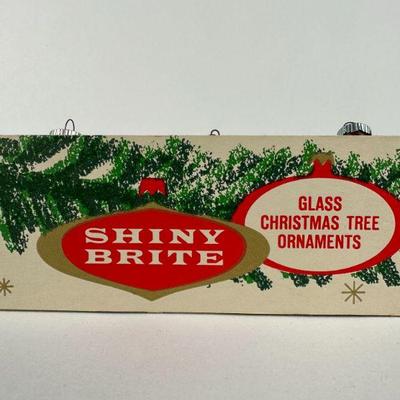 SHINY
BRITE
GLASS
CHRISTMAS TREE
ORNAMENTS